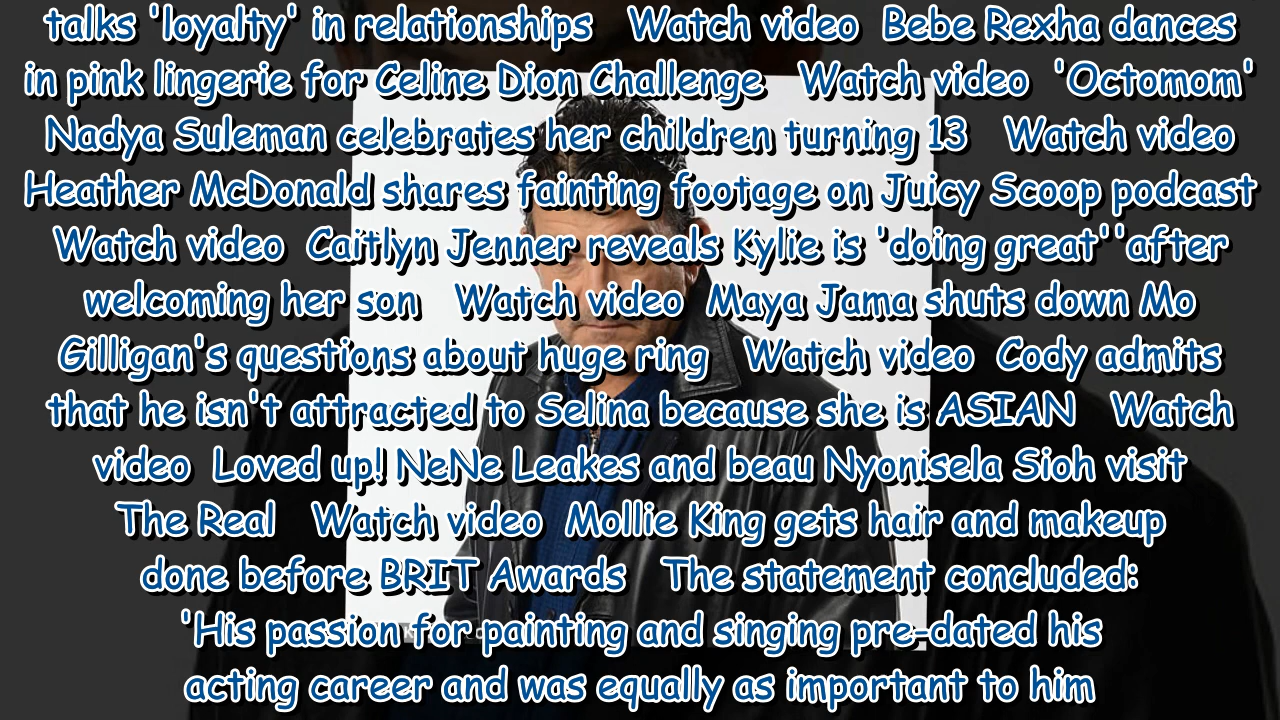 talks 'loyalty' in relationships Watch video Bebe Rexha dances
in pink lingerie for Celine Dion Challenge Watch video 'Octomom'
Nadya Suleman celebrates her children turning 13 Watch video
Heather McDonald shares fainting footage on Juicy Scoop podcast
Watch video Caitlyn Jenner reveals Kylie is 'doing great''after
welcoming her son Watch video Maya Jama shuts down Mo
Gilligan's questions about huge ring Watch video Cody admits
that he isn't attracted to Selina because she is ASIAN Watch
video Loved up! NeNe Leakes and beau Nyonisela Sioh visit
The Real Watch video Mollie King gets hair and makeup
done before BRIT Awards The statement concluded:
'His passion for painting and singing pre-dated his
acting career and was equally as important to him